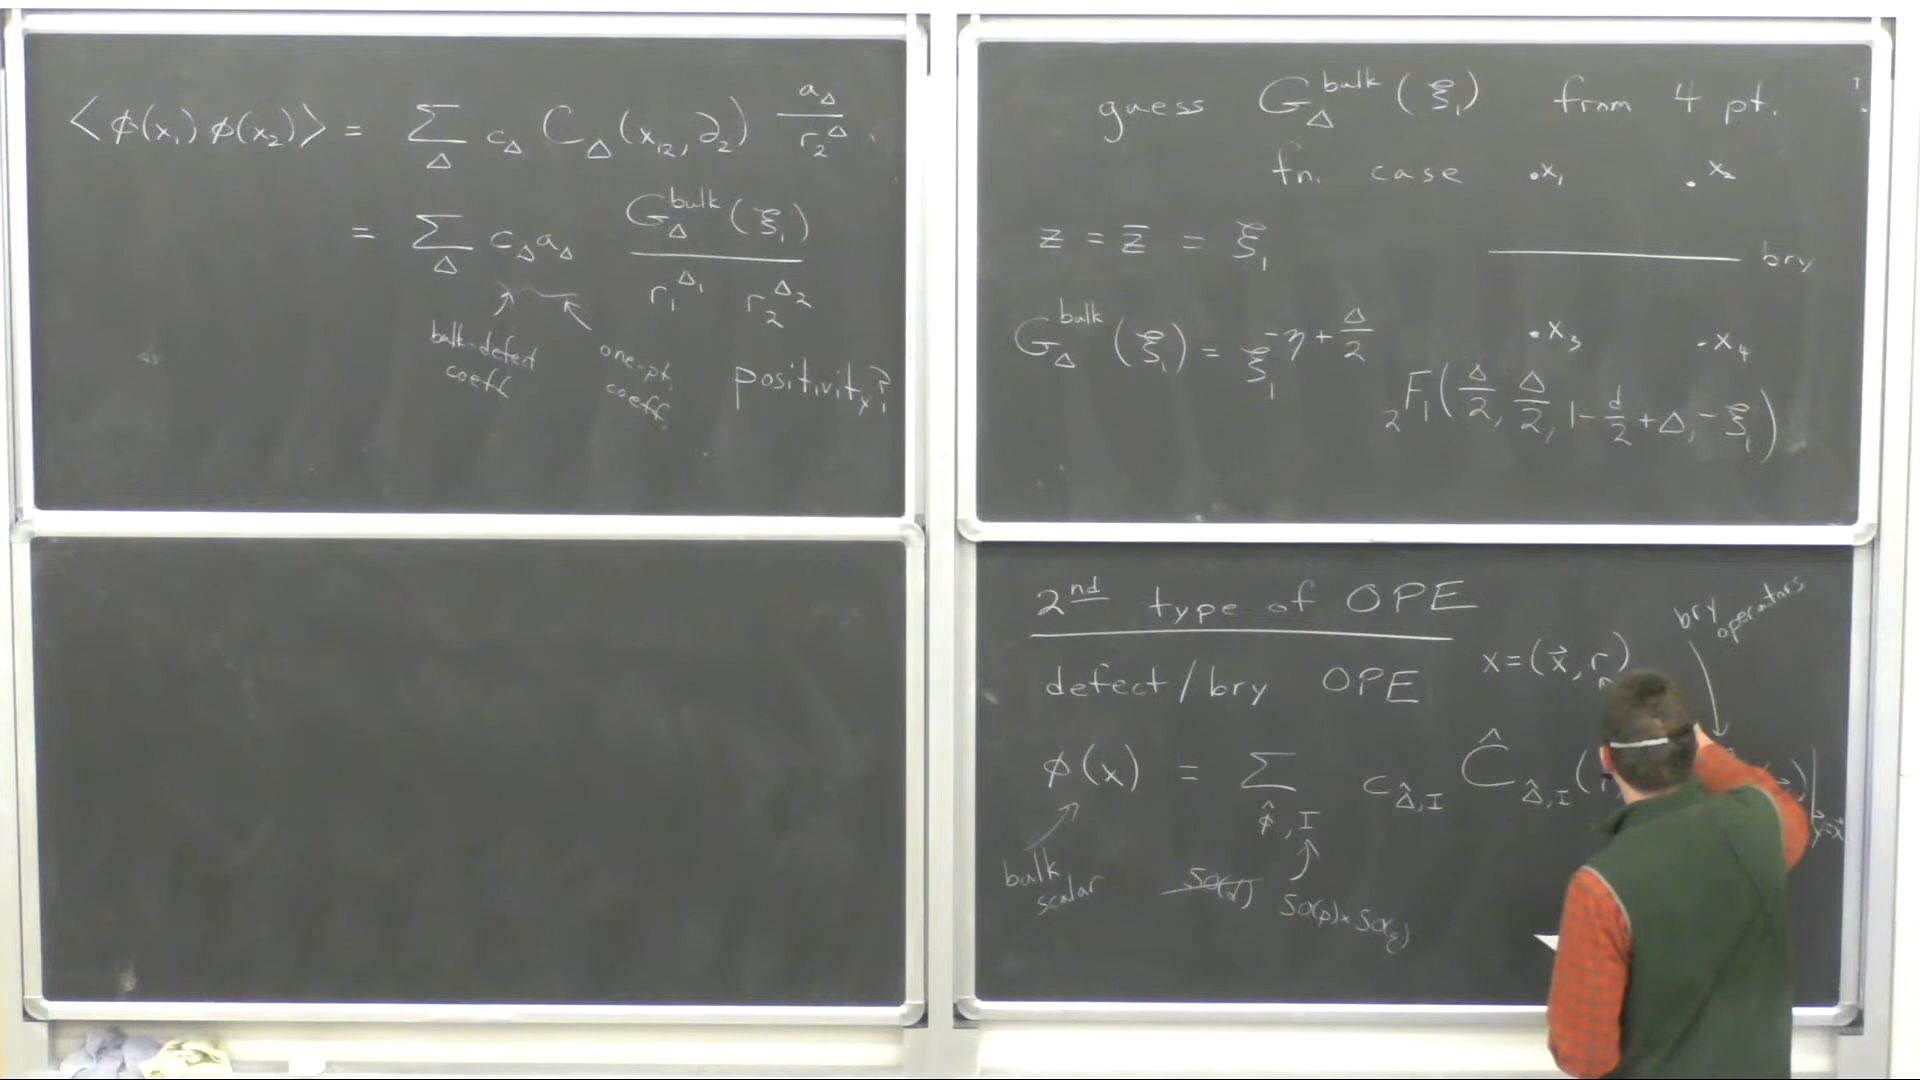 ⟨φ(x₁) φ(x₂)⟩ = Σ_Δ c_Δ C_Δ(x₁₂, ∂₂) a_Δ / r₂^Δ .
= Σ_Δ c_Δ a_Δ G_Δ^bulk(ξ₁) / r₁^Δ₁ r₂^Δ₂
bulk-defect coeff
one-pt. coeff.
positivity?
guess G_Δ^bulk(ξ₁) from 4 pt.
fn. case
·x₁ ·x₂
z = z̄ = ξ₁
bry
·x₃ ·x₄
G_Δ^bulk(ξ₁) = ξ₁^{-η + Δ/2} ₂F₁(Δ/2, Δ/2, 1 - d/2 + Δ, -ξ₁)
2nd type of OPE
bry operators
defect/bry OPE x = (x⃗, r)
φ(x) = Σ_{φ̂, I} c_{Δ̂,I} Ĉ_{Δ̂,I}( )|_{y⃗=x⃗}
bulk scalar
SO(d) SO(p)×SO(q)